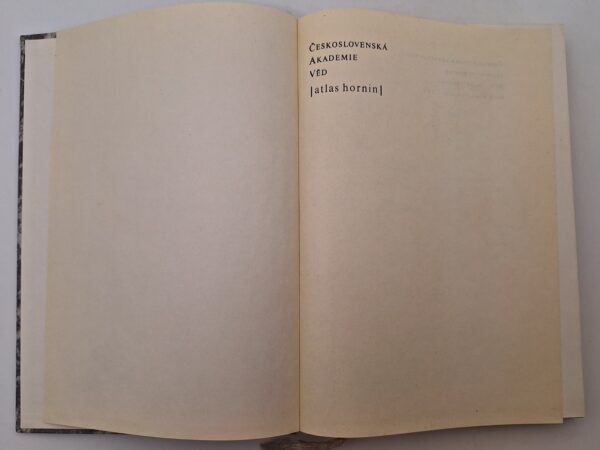 ČESKOSLOVENSKÁ
AKADEMIE
VĚD
[atlas hornin]